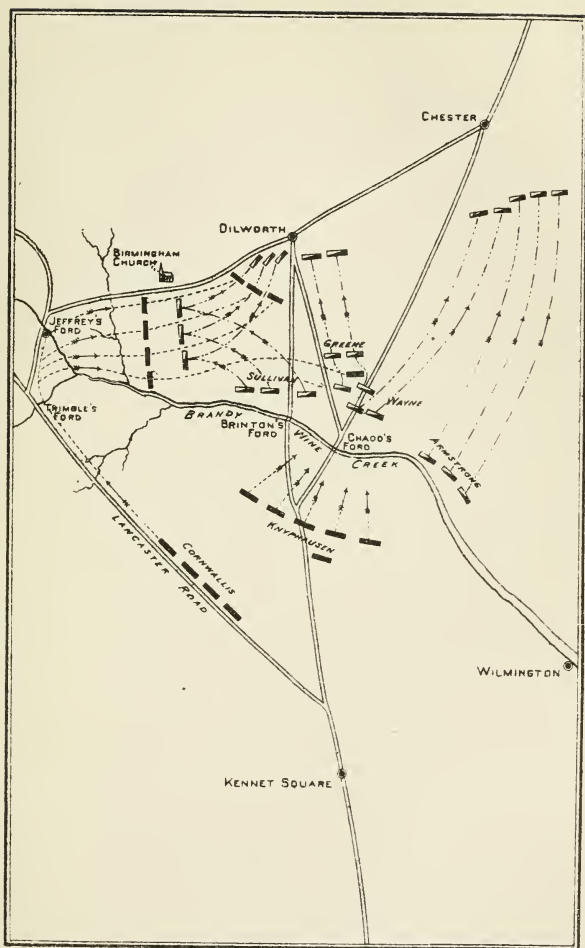 CHESTER
DILWORTH
BIRMINGHAM
CHURCH
JEFFREY'S
FORD
GREENE
SULLIVAN
WAYNE
TRIMBLE'S
FORD
BRANDY
BRINTON'S
FORD
WINE
CHADD'S
FORD
CREEK
ARMSTRONG
KNYPHAUSEN
CORNWALLIS
LANCASTER ROAD
WILMINGTON
KENNET SQUARE